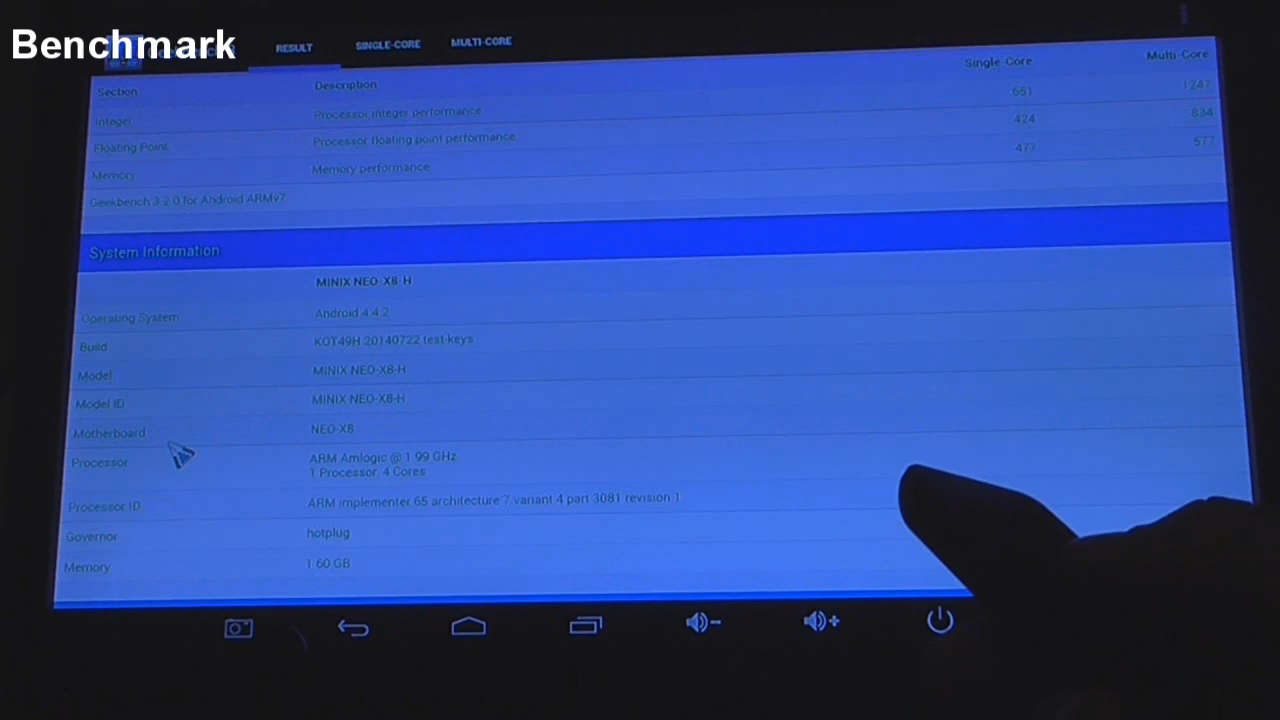 Benchmark
RESULT SINGLE-CORE MULTI-CORE
Section Description Single-Core Multi-Core
Integer Processor integer performance 651 1247
Floating Point Processor floating point performance 424 834
Memory Memory performance 477 577
Geekbench 3.2.0 for Android ARMv7
System Information
MINIX NEO-X8-H
Operating System Android 4.4.2
Build KOT49H.20140722 test-keys
Model MINIX NEO-X8-H
Model ID MINIX NEO-X8-H
Motherboard NEO-X8
Processor ARM Amlogic @ 1.99 GHz
1 Processor, 4 Cores
Processor ID ARM implementer 65 architecture 7 variant 4 part 3081 revision 1
Governor hotplug
Memory 1.60 GB